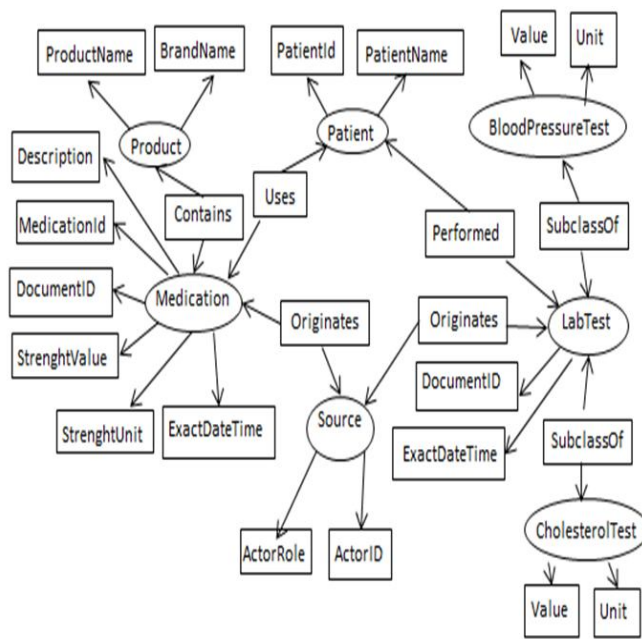 ProductName
BrandName
PatientId
PatientName
Value
Unit
Product
Patient
BloodPressureTest
Description
Contains
Uses
MedicationId
Performed
SubclassOf
DocumentID
Medication
Originates
Originates
LabTest
StrenghtValue
DocumentID
StrenghtUnit
ExactDateTime
Source
ExactDateTime
SubclassOf
ActorRole
ActorID
CholesterolTest
Value
Unit